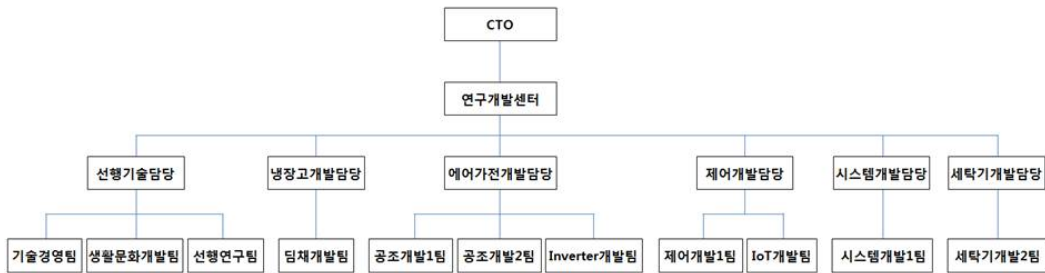 CTO
연구개발센터
선행기술담당
냉장고개발담당
에어가전개발담당
제어개발담당
시스템개발담당
세탁기개발담당
기술경영팀
생활문화개발팀
선행연구팀
딤채개발팀
공조개발1팀
공조개발2팀
Inverter개발팀
제어개발1팀
IoT개발팀
시스템개발1팀
세탁기개발2팀